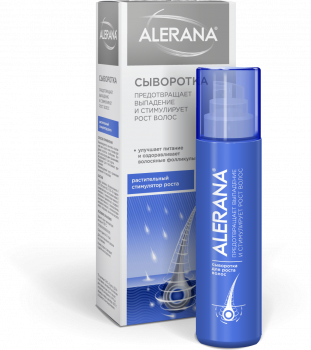 ALERANA®
СЫВОРОТКА
ПРЕДОТВРАЩАЕТ
ВЫПАДЕНИЕ
И СТИМУЛИРУЕТ
РОСТ ВОЛОС
• улучшает питание
и оздоравливает
волосяные фолликулы
растительный
стимулятор роста
ALERANA®
ПРЕДОТВРАЩАЕТ ВЫПАДЕНИЕ
И СТИМУЛИРУЕТ РОСТ ВОЛОС
сыворотка
для роста
волос